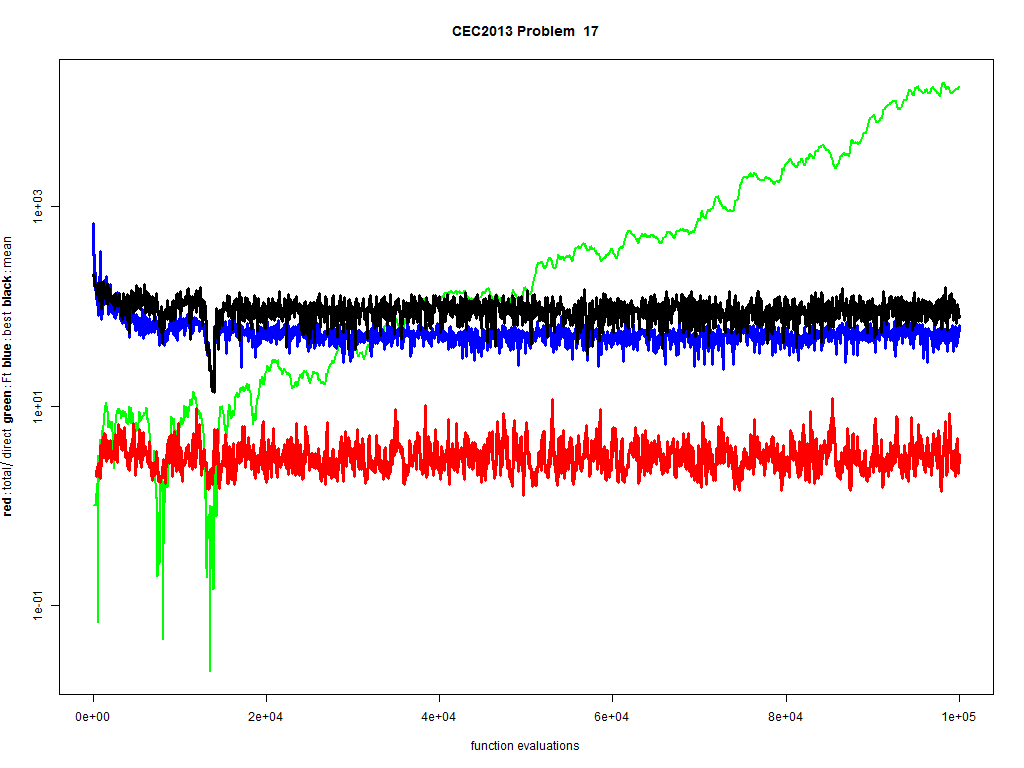 CEC2013 Problem 17
red : total/ direct green : Ft blue : best black : mean
1e+03
1e+01
1e-01
0e+00 2e+04 4e+04 6e+04 8e+04 1e+05
function evaluations